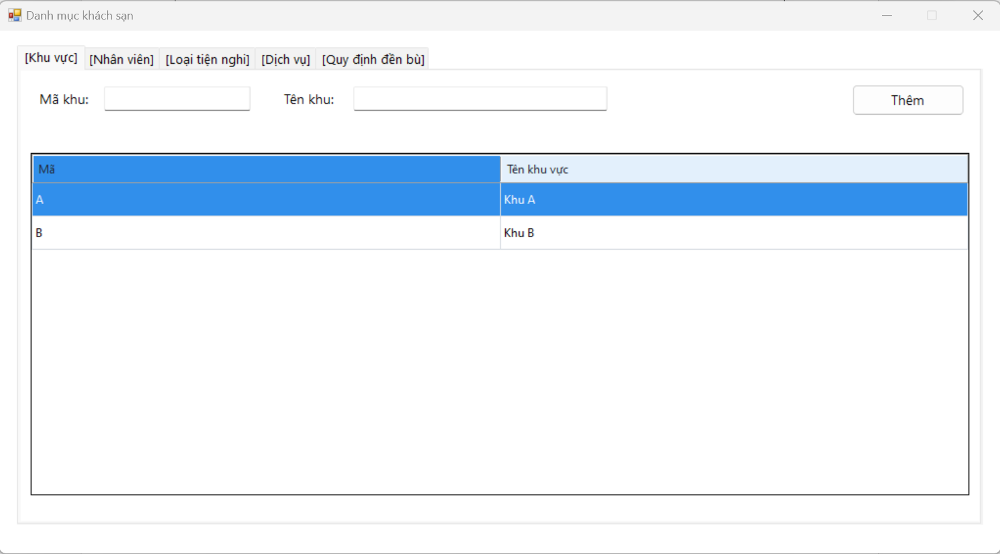 Danh mục khách sạn
[Khu vực] [Nhân viên] [Loại tiện nghi] [Dịch vụ] [Quy định đền bù]
Mã khu: Tên khu: Thêm
Mã Tên khu vực
A Khu A
B Khu B